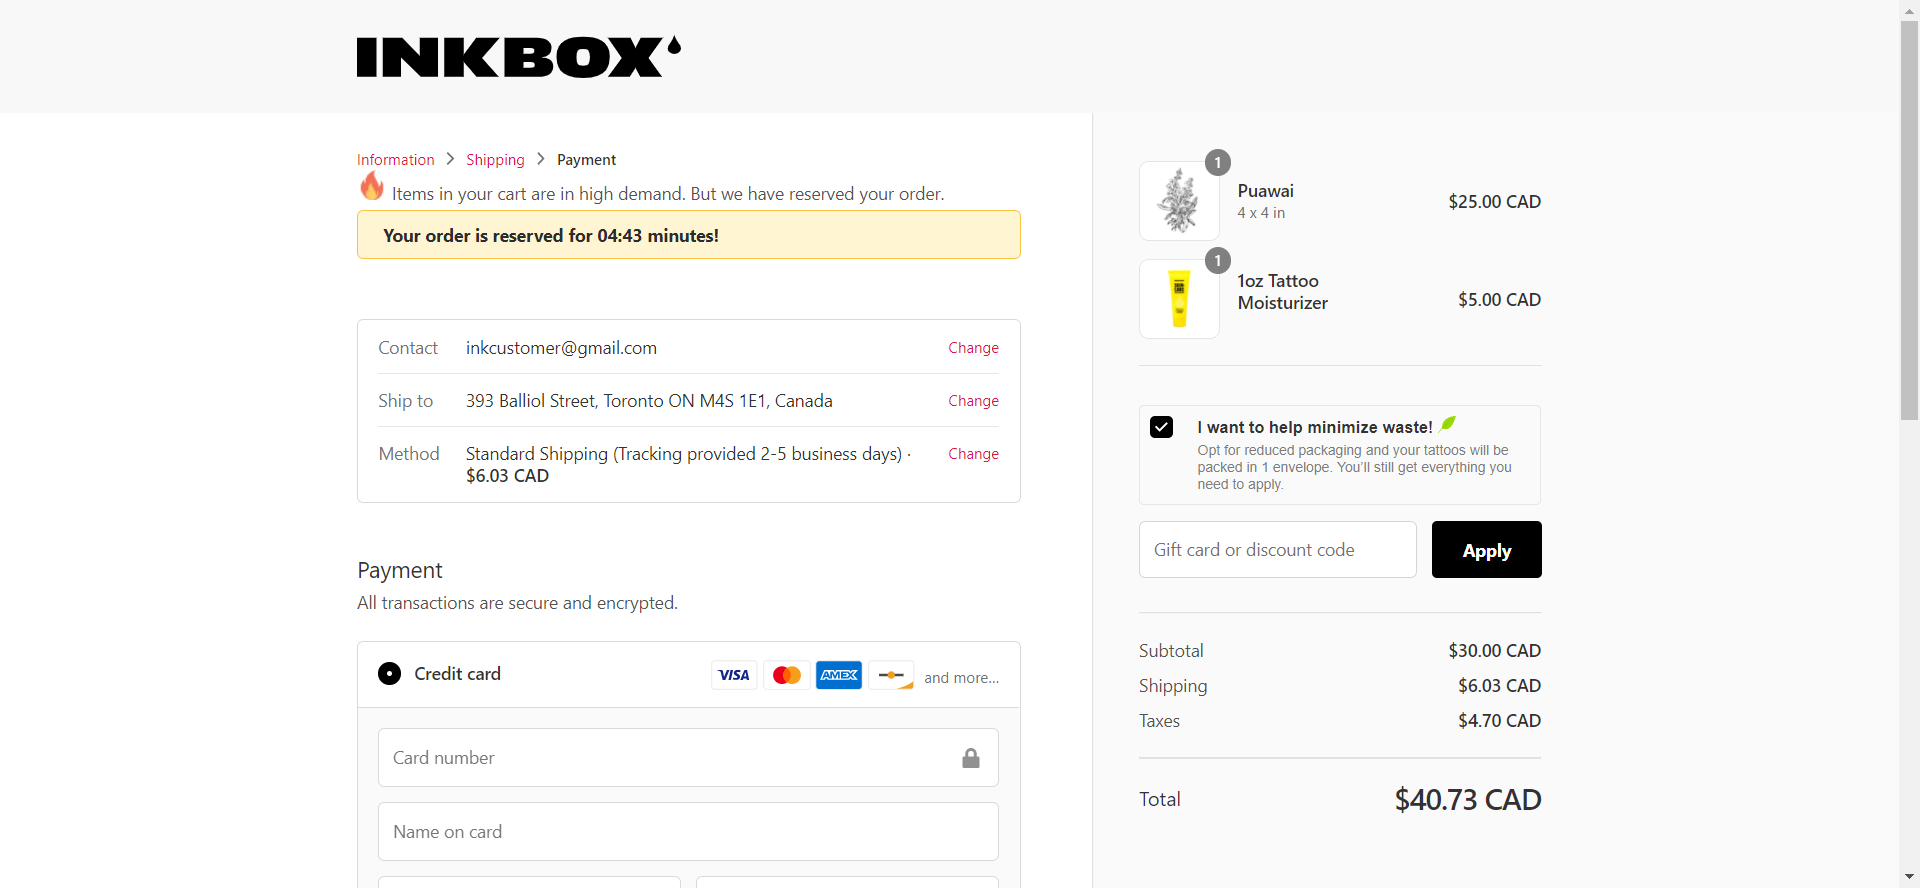 INKBOX
Information > Shipping > Payment
Items in your cart are in high demand. But we have reserved your order.
Your order is reserved for 04:43 minutes!
Contact inkcustomer@gmail.com Change
Ship to 393 Balliol Street, Toronto ON M4S 1E1, Canada Change
Method Standard Shipping (Tracking provided 2-5 business days) · Change
$6.03 CAD
Payment
All transactions are secure and encrypted.
Credit card VISA AMEX and more...
Card number
Name on card
1
Puawai
4 x 4 in
$25.00 CAD
1
1oz Tattoo
Moisturizer
$5.00 CAD
I want to help minimize waste!
Opt for reduced packaging and your tattoos will be
packed in 1 envelope. You'll still get everything you
need to apply.
Gift card or discount code Apply
Subtotal $30.00 CAD
Shipping $6.03 CAD
Taxes $4.70 CAD
Total $40.73 CAD